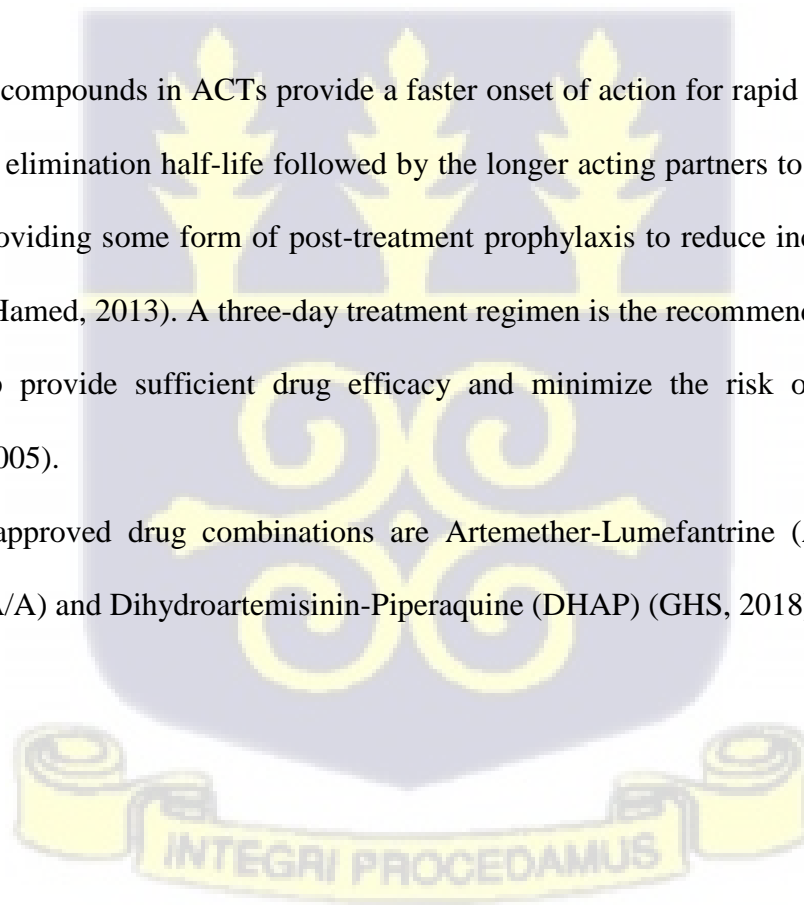 compounds in ACTs provide a faster onset of action for rapid
elimination half-life followed by the longer acting partners to
oviding some form of post-treatment prophylaxis to reduce in
Hamed, 2013). A three-day treatment regimen is the recommen
provide sufficient drug efficacy and minimize the risk o
005).
approved drug combinations are Artemether-Lumefantrine (
A/A) and Dihydroartemisinin-Piperaquine (DHAP) (GHS, 2018
INTEGRI PROCEDAMUS